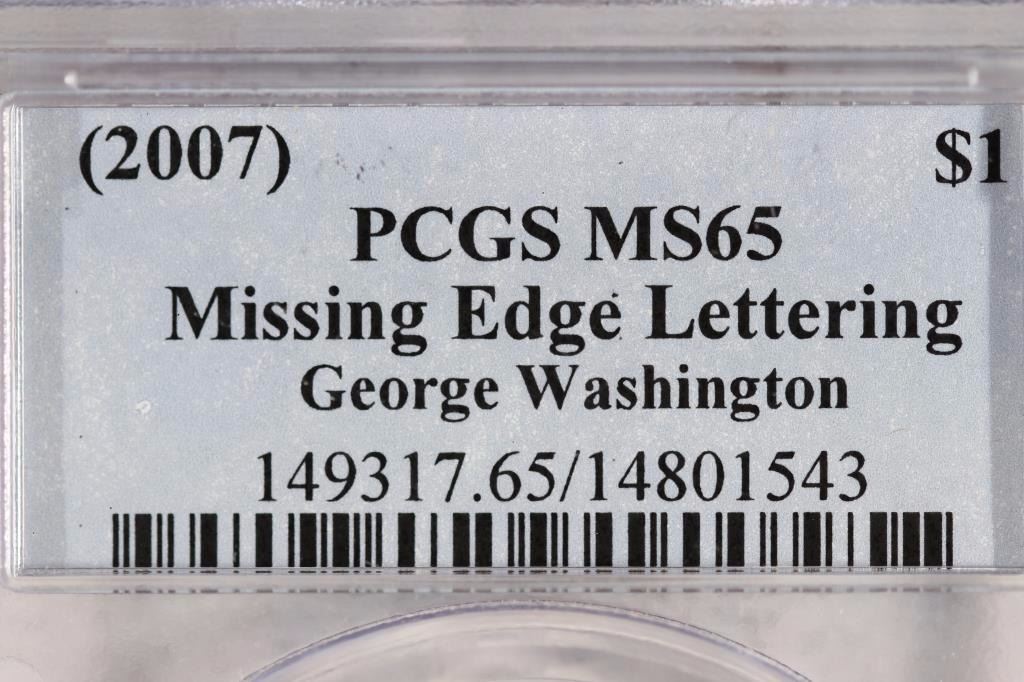 (2007) $1
PCGS MS65
Missing Edge Lettering
George Washington
149317.65/14801543